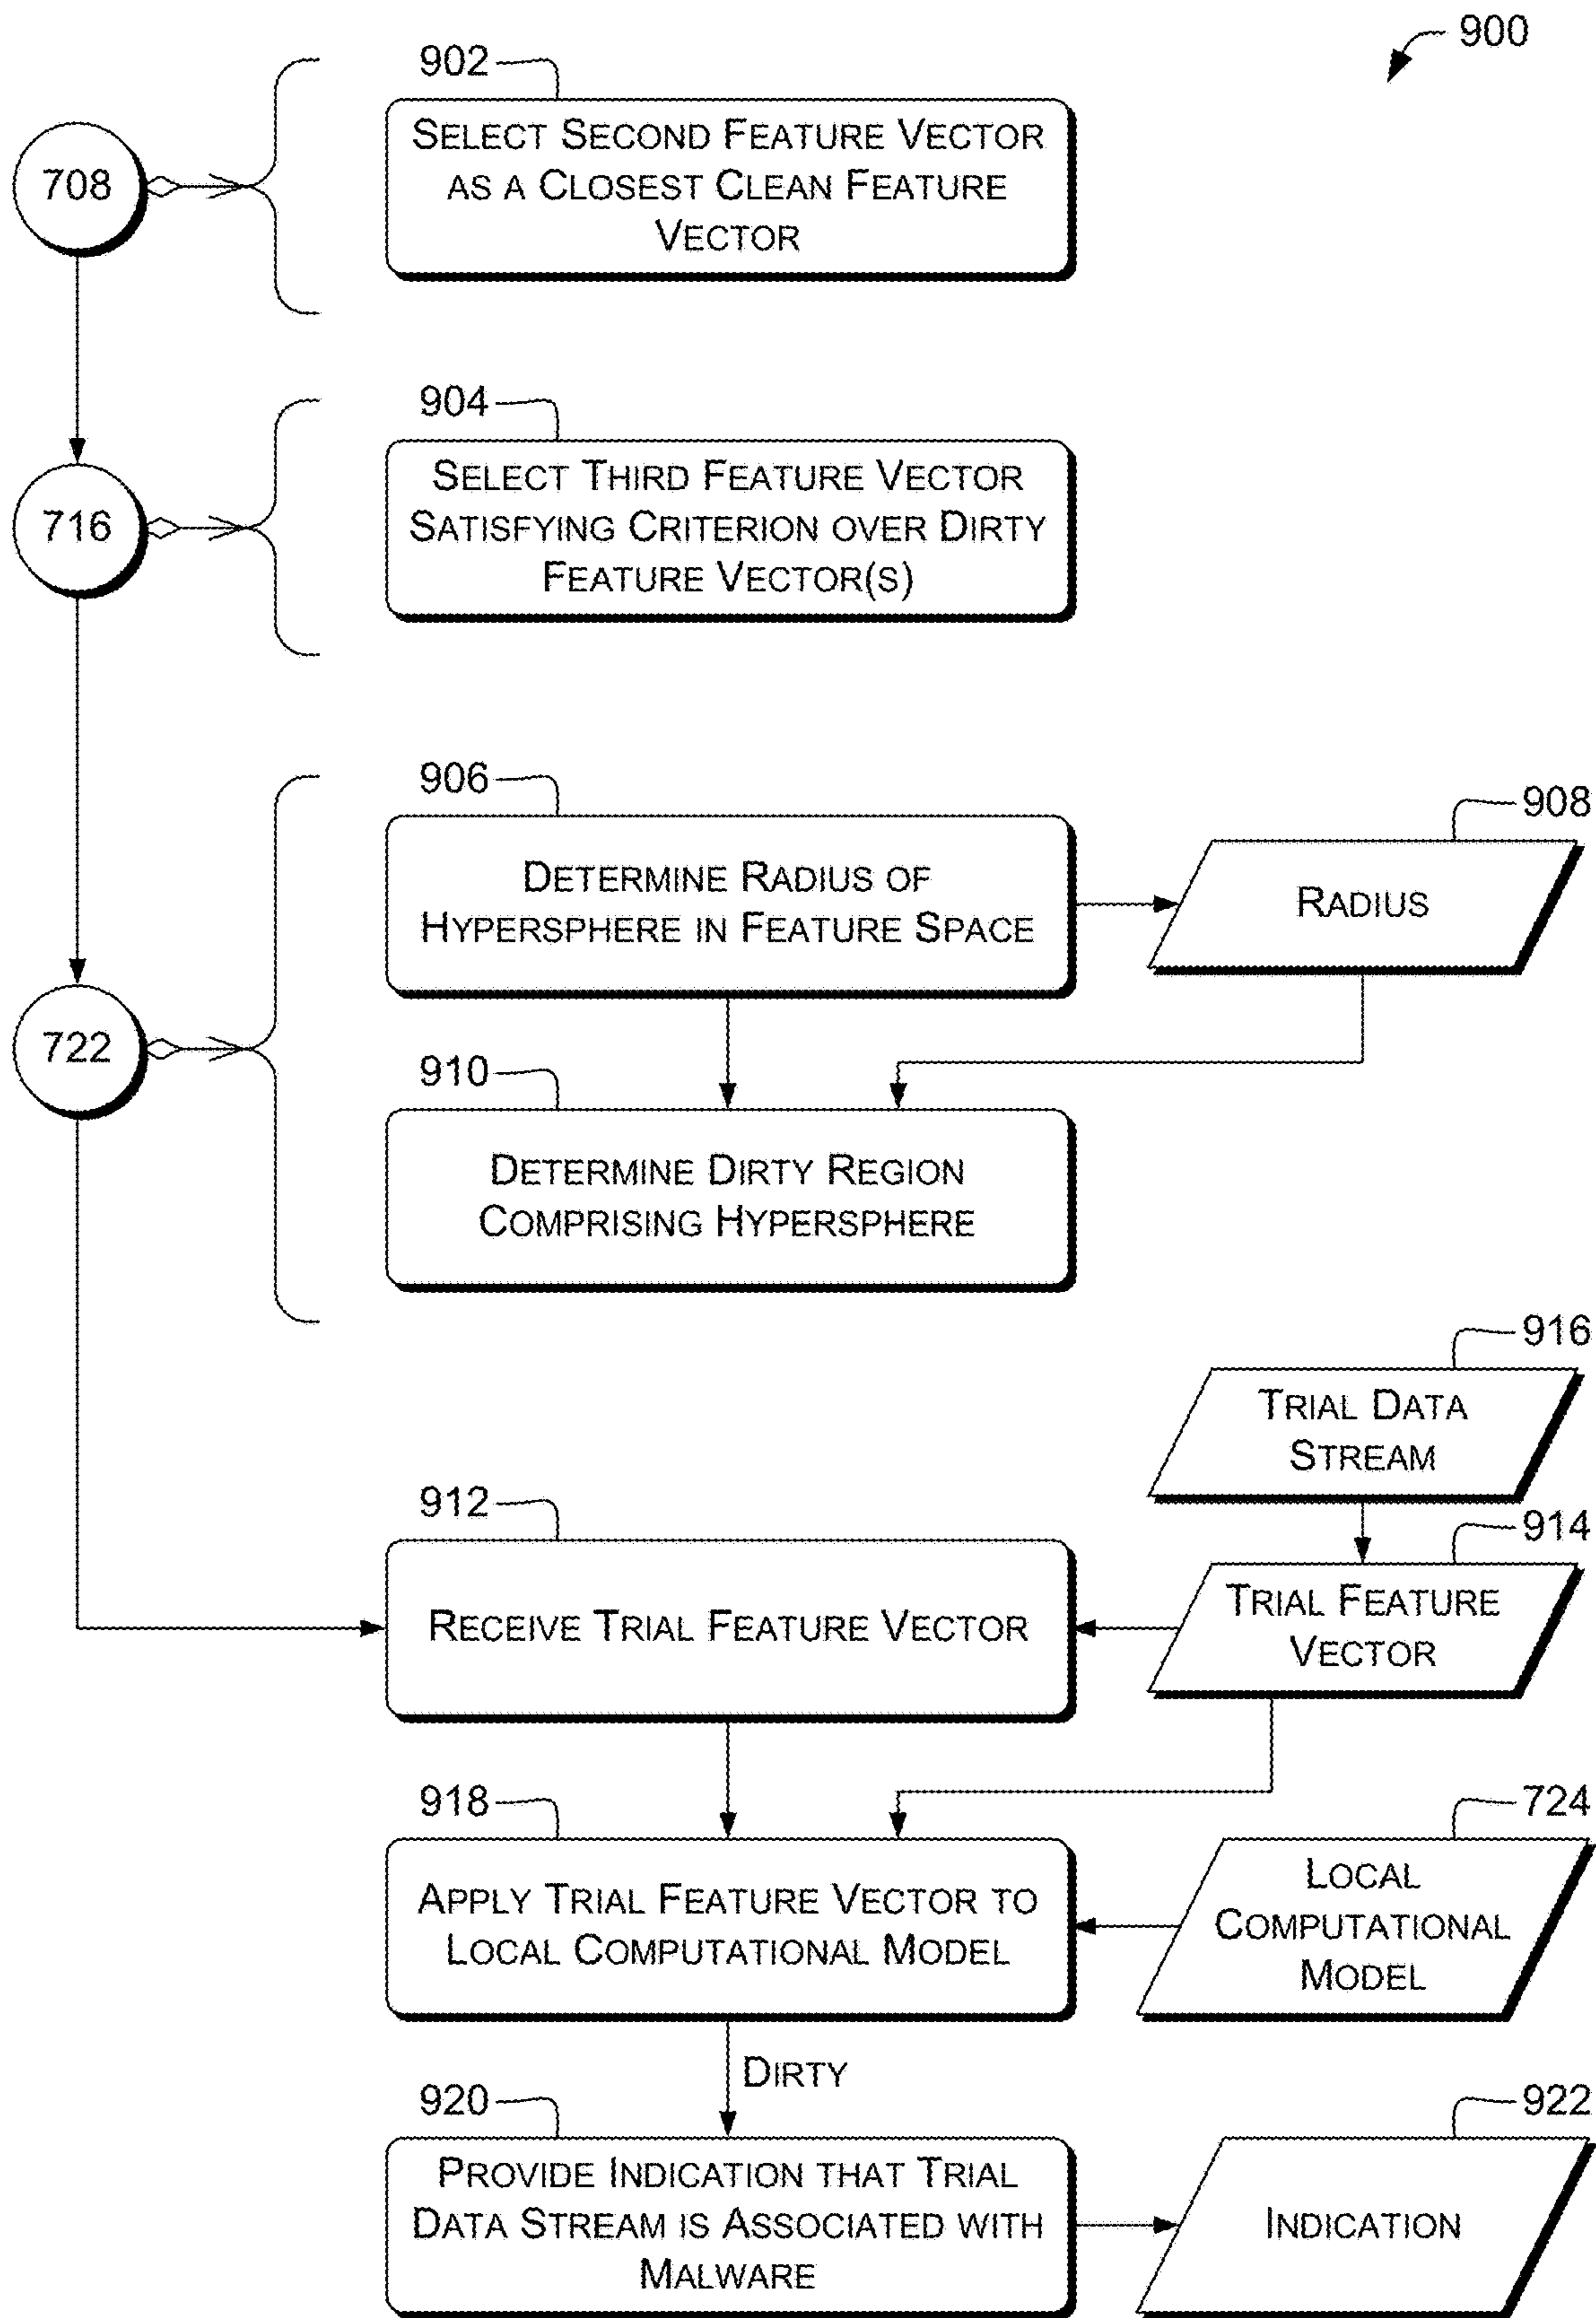 900
902
SELECT SECOND FEATURE VECTOR
AS A CLOSEST CLEAN FEATURE
VECTOR
708
904
SELECT THIRD FEATURE VECTOR
SATISFYING CRITERION OVER DIRTY
FEATURE VECTOR(S)
716
906
DETERMINE RADIUS OF
HYPERSPHERE IN FEATURE SPACE
908
RADIUS
722
910
DETERMINE DIRTY REGION
COMPRISING HYPERSPHERE
916
TRIAL DATA
STREAM
912
RECEIVE TRIAL FEATURE VECTOR
914
TRIAL FEATURE
VECTOR
918
APPLY TRIAL FEATURE VECTOR TO
LOCAL COMPUTATIONAL MODEL
724
LOCAL
COMPUTATIONAL
MODEL
DIRTY
920
PROVIDE INDICATION THAT TRIAL
DATA STREAM IS ASSOCIATED WITH
MALWARE
922
INDICATION